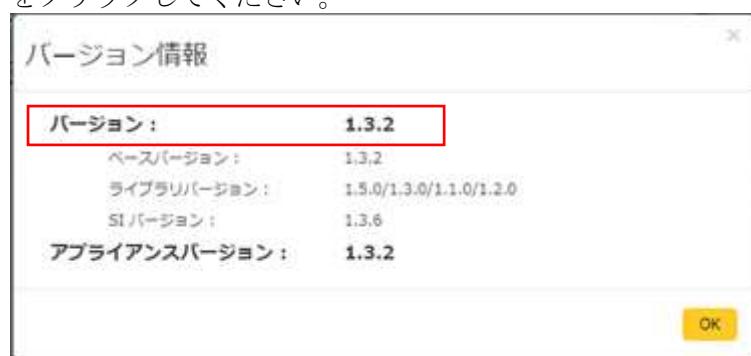 をクリックしてください。
バージョン情報
×
バージョン： 1.3.2
ベースバージョン： 1.3.2
ライブラリバージョン： 1.5.0/1.3.0/1.1.0/1.2.0
SI バージョン： 1.3.6
アプライアンスバージョン： 1.3.2
OK